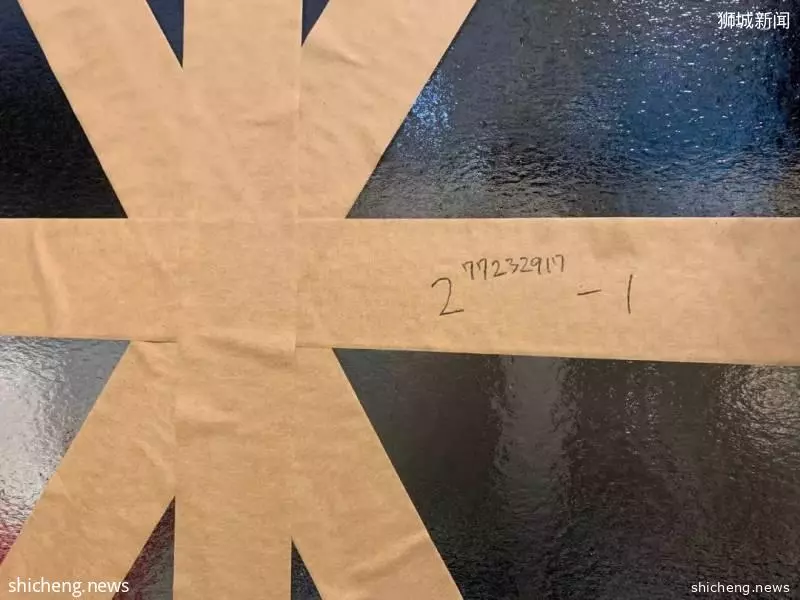 狮城新闻
2^77232917 - 1
shicheng.news
shicheng.news